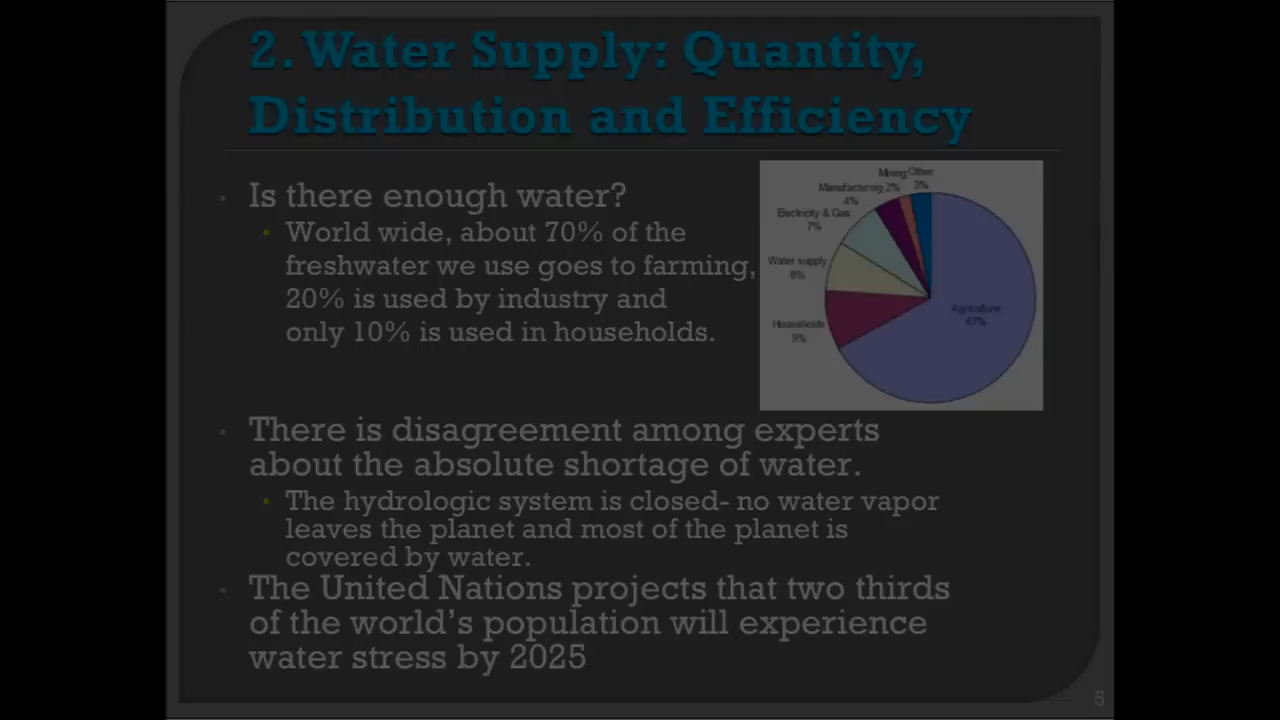 2. Water Supply: Quantity,
Distribution and Efficiency
Is there enough water?
World wide, about 70% of the
freshwater we use goes to farming,
20% is used by industry and
only 10% is used in households.
Mining Other
2% 3%
Manufacturing
4%
Electricity & Gas
7%
Water supply
8%
Households
9%
Agriculture
67%
There is disagreement among experts
about the absolute shortage of water.
The hydrologic system is closed- no water vapor
leaves the planet and most of the planet is
covered by water.
The United Nations projects that two thirds
of the world's population will experience
water stress by 2025
5